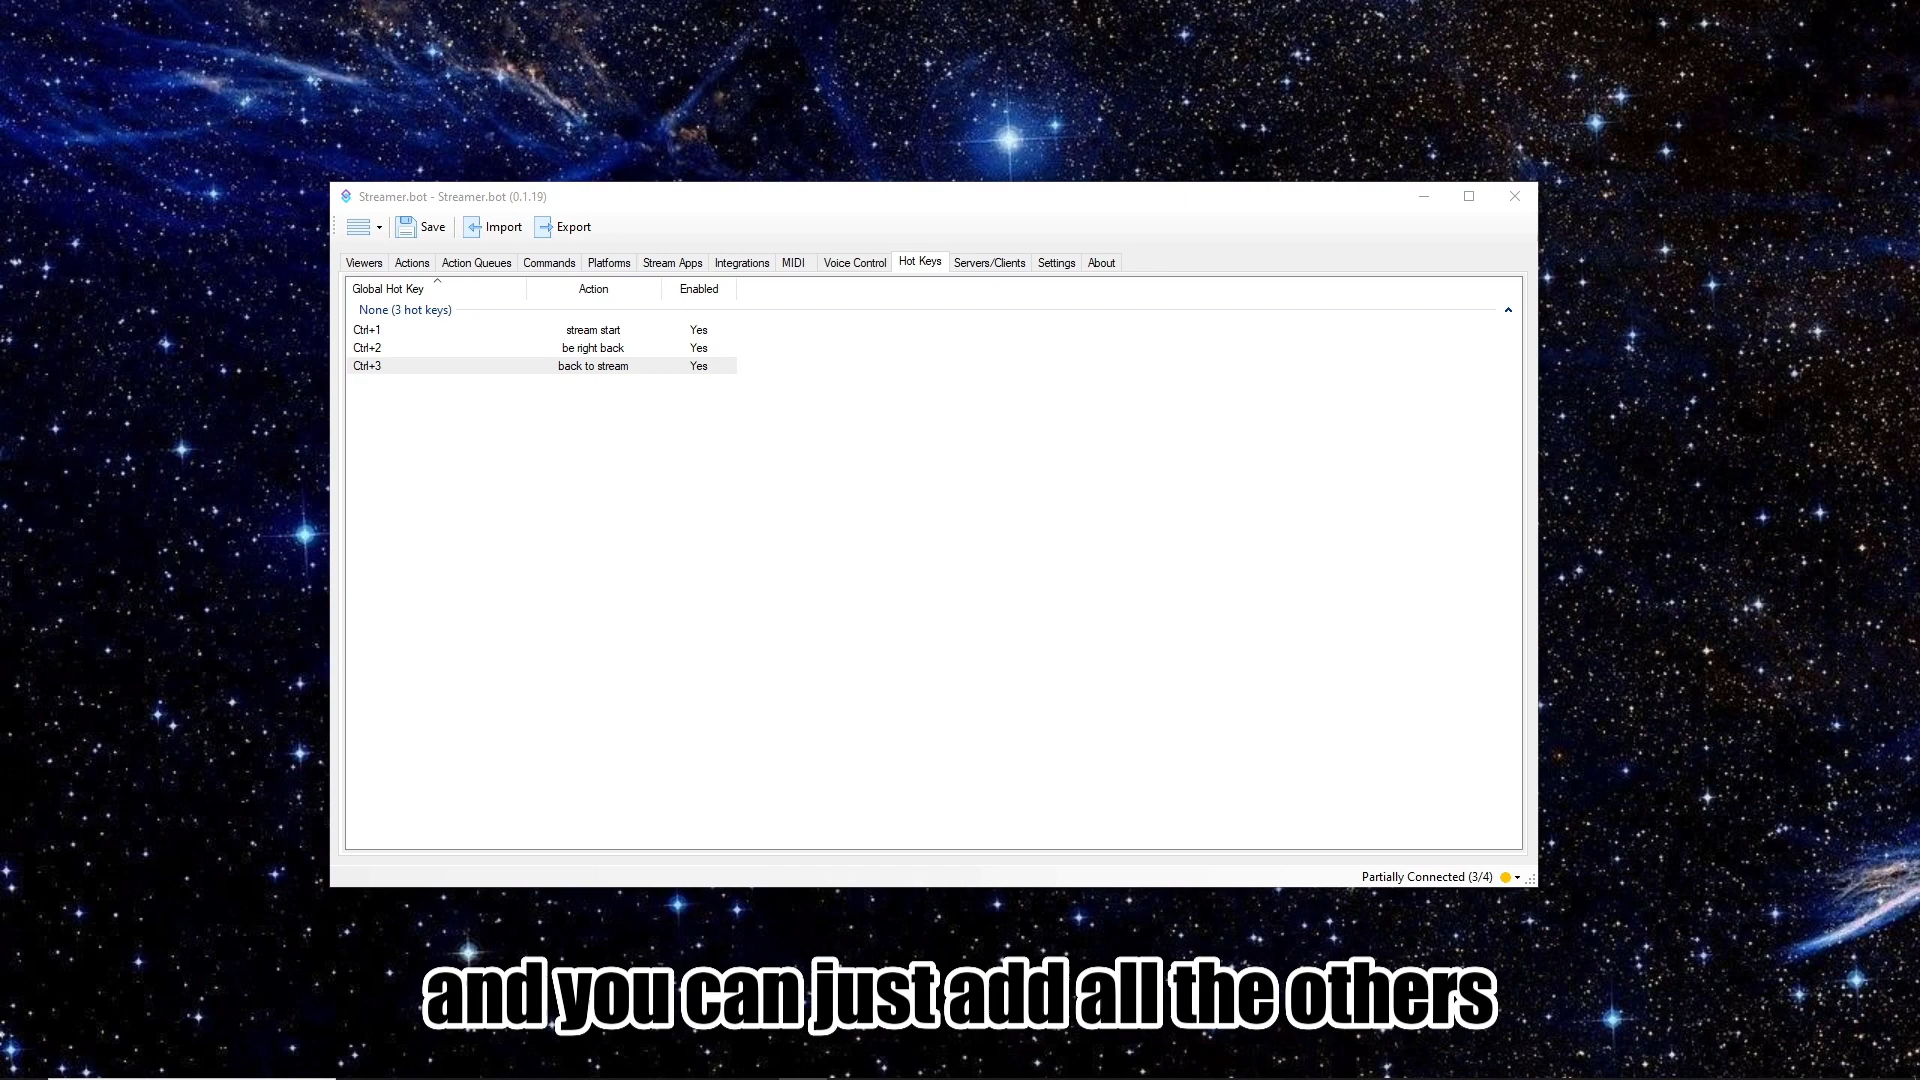 Streamer.bot - Streamer.bot (0.1.19)
Save Import Export
Viewers Actions Action Queues Commands Platforms Stream Apps Integrations MIDI Voice Control Hot Keys Servers/Clients Settings About
Global Hot Key Action Enabled
None (3 hot keys)
Ctrl+1 stream start Yes
Ctrl+2 be right back Yes
Ctrl+3 back to stream Yes
Partially Connected (3/4)
and you can just add all the others